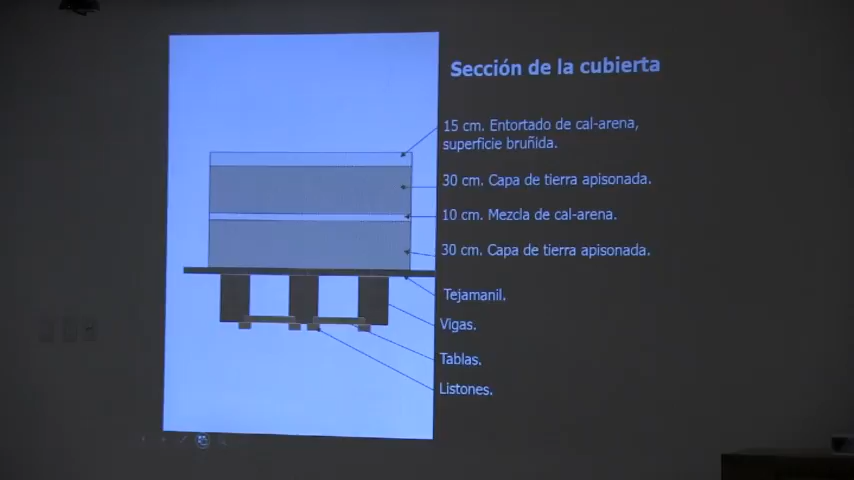 Sección de la cubierta
15 cm. Entortado de cal-arena,
superficie bruñida.
30 cm. Capa de tierra apisonada.
10 cm. Mezcla de cal-arena.
30 cm. Capa de tierra apisonada.
Tejamanil.
Vigas.
Tablas.
Listones.